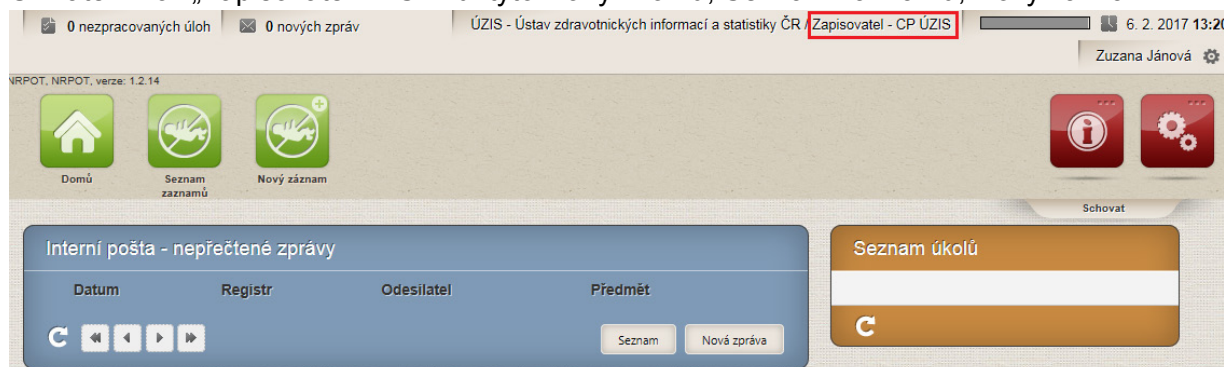 0 nezpracovaných úloh 0 nových zpráv ÚZIS - Ústav zdravotnických informací a statistiky ČR / Zapisovatel - CP ÚZIS 6. 2. 2017 13:20
Zuzana Jánová
NRPOT, NRPOT, verze: 1.2.14
Domů
Seznam zaznamů
Nový záznam
Schovat
Interní pošta - nepřečtené zprávy
Seznam úkolů
Datum Registr Odesilatel Předmět
Seznam Nová zpráva